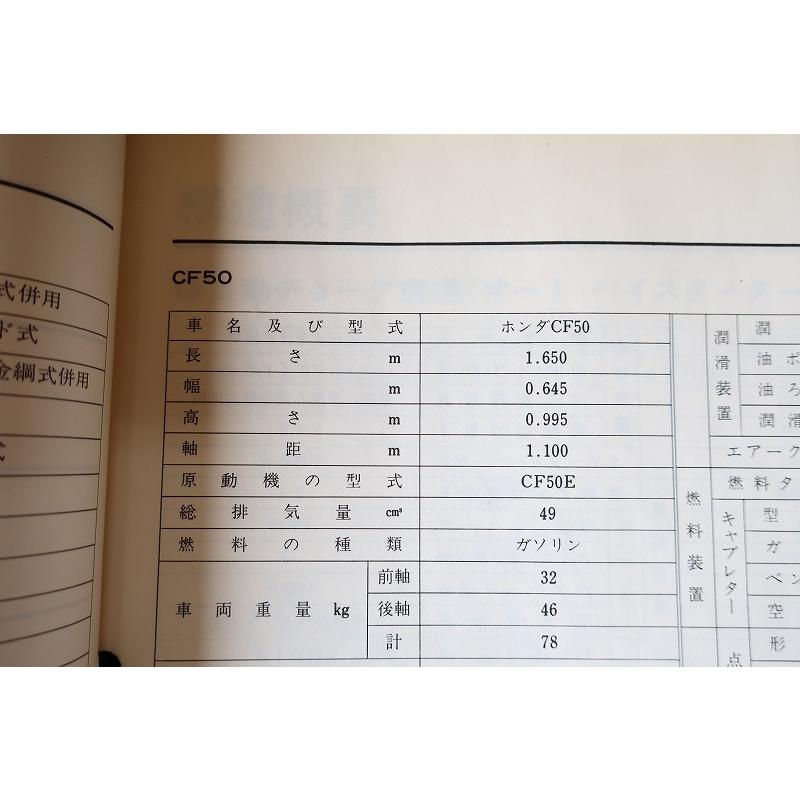 式併用
ド式
金網式併用
式
CF50
車名及び型式 ホンダCF50
長さ m 1.650
幅 m 0.645
高さ m 0.995
軸距 m 1.100
原動機の型式 CF50E
総排気量 cm³ 49
燃料の種類 ガソリン
車両重量 kg
前軸 32
後軸 46
計 78
潤滑装置
潤
油ポ
油ろ
潤滑
エアーク
燃料装置
燃料タ
キャブレター
型
ガ
ベン
空
点
形